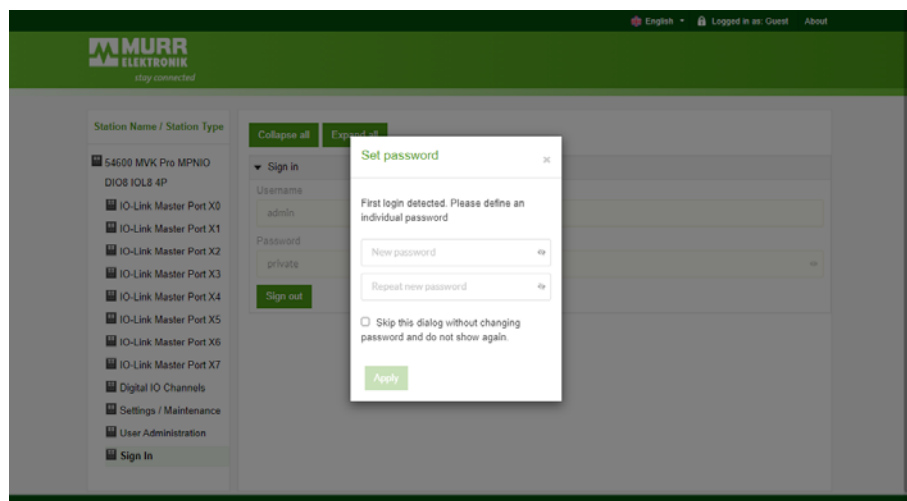 English
Logged in as: Guest
About
MURR
ELEKTRONIK
stay connected
Station Name / Station Type
54600 MVK Pro MPNIO
DIO8 IOL8 4P
IO-Link Master Port X0
IO-Link Master Port X1
IO-Link Master Port X2
IO-Link Master Port X3
IO-Link Master Port X4
IO-Link Master Port X5
IO-Link Master Port X6
IO-Link Master Port X7
Digital IO Channels
Settings / Maintenance
User Administration
Sign In
Collapse all
Expand all
Sign in
Username
admin
Password
private
Sign out
Set password
×
First login detected. Please define an
individual password
New password
Repeat new password
Skip this dialog without changing
password and do not show again.
Apply